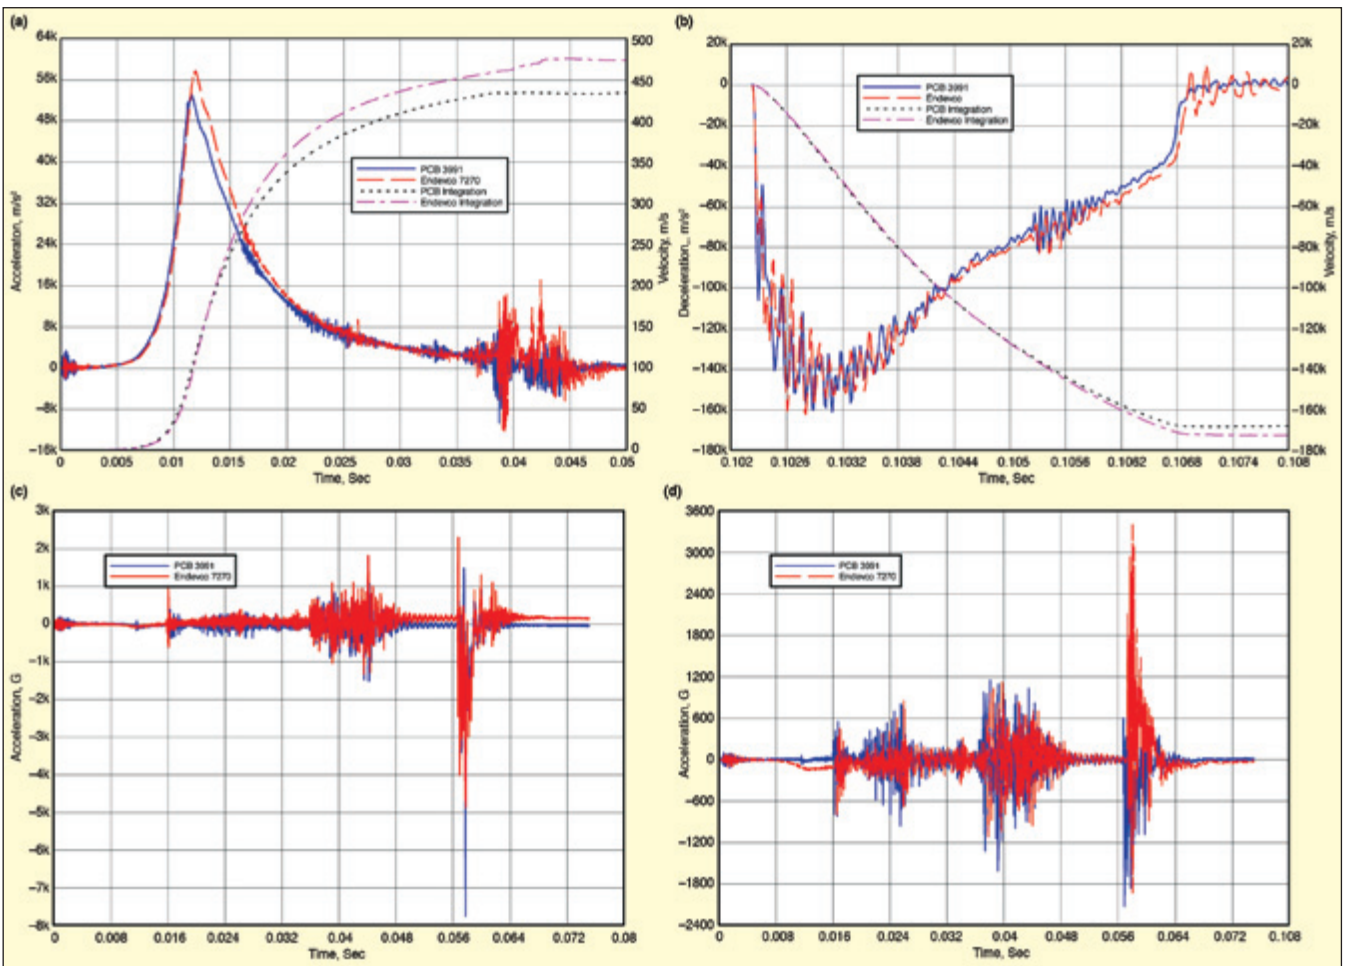 (a)
64k
56k
48k
40k
32k
24k
16k
8k
0
–8k
–16k
Acceleraton, m/s²
500
450
400
350
300
250
200
150
100
50
0
Velocity, m/s
PCB 3991
Endevco 7270
PCB Integration
Endevco Integration
0 0.005 0.01 0.015 0.02 0.025 0.03 0.035 0.04 0.045 0.05
Time, Sec
(b)
20k
0
–20k
–40k
–60k
–80k
–100k
–120k
–140k
–160k
–180k
Deceleration,, m/s²
20k
0
–20k
–40k
–60k
–80k
–100k
–120k
–140k
–160k
–180k
Velocity, m/s
PCB 3991
Endevco
PCB Integration
Endevco Integration
0.102 0.1026 0.1032 0.1038 0.1044 0.105 0.1056 0.1062 0.1068 0.1074 0.108
Time, Sec
(c)
3k
2k
1k
0
–1k
–2k
–3k
–4k
–5k
–6k
–7k
–8k
Acceleration, G
PCB 3991
Endevco 7270
0 0.008 0.016 0.024 0.032 0.04 0.048 0.056 0.064 0.072 0.08
Time, Sec
(d)
3600
3000
2400
1800
1200
600
0
–600
–1200
–1800
–2400
Acceleration, G
PCB 3991
Endevco 7270
0 0.008 0.016 0.024 0.032 0.04 0.048 0.056 0.064 0.072 0.108
Time, Sec